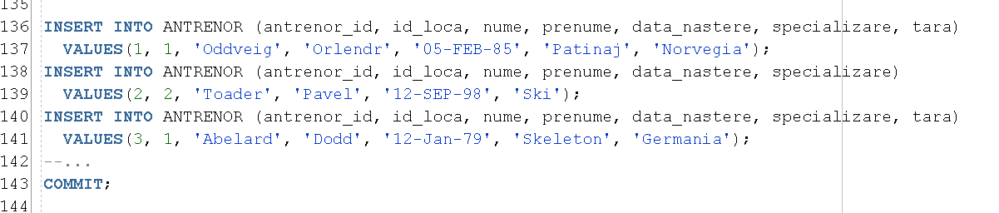 135
136 INSERT INTO ANTRENOR (antrenor_id, id_loca, nume, prenume, data_nastere, specializare, tara)
137 VALUES(1, 1, 'Oddveig', 'Orlendr', '05-FEB-85', 'Patinaj', 'Norvegia');
138 INSERT INTO ANTRENOR (antrenor_id, id_loca, nume, prenume, data_nastere, specializare)
139 VALUES(2, 2, 'Toader', 'Pavel', '12-SEP-98', 'Ski');
140 INSERT INTO ANTRENOR (antrenor_id, id_loca, nume, prenume, data_nastere, specializare, tara)
141 VALUES(3, 1, 'Abelard', 'Dodd', '12-Jan-79', 'Skeleton', 'Germania');
142 --...
143 COMMIT;
144